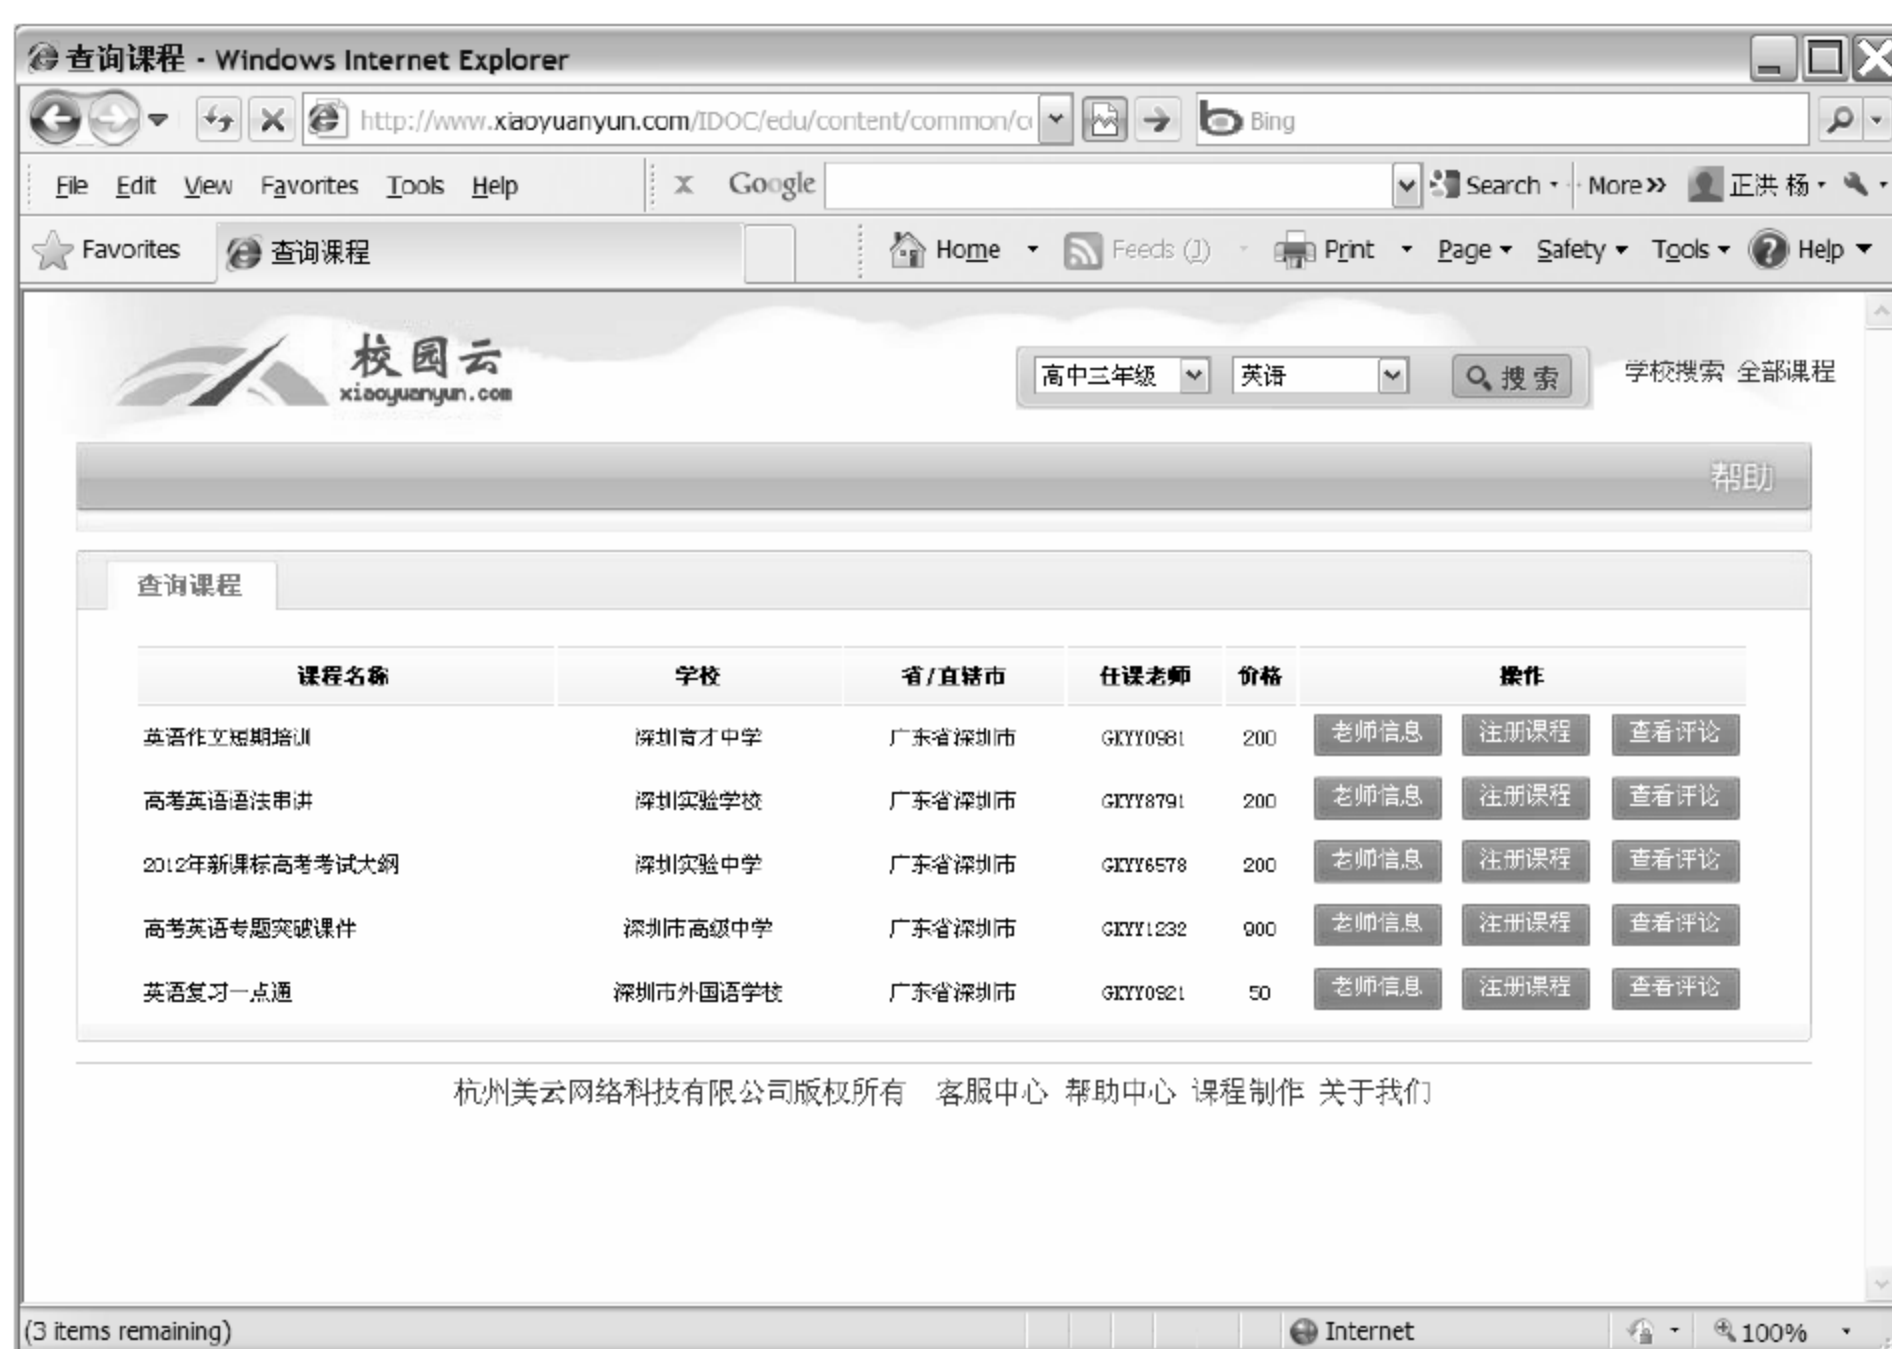 查询课程 - Windows Internet Explorer
http://www.xiaoyuanyun.com/IDOC/edu/content/common/c Bing
File Edit View Favorites Tools Help x Google Search More» 正洪 杨
Favorites 查询课程 Home Feeds (J) Print Page Safety Tools Help
校园云
xiaoyuanyun.com
高中三年级 英语 搜索 学校搜索 全部课程
帮助
查询课程
课程名称 学校 省/直辖市 任课老师 价格 操作
英语作文短期培训 深圳育才中学 广东省深圳市 GKYY0981 200 老师信息 注册课程 查看评论
高考英语语法串讲 深圳实验学校 广东省深圳市 GKYY8791 200 老师信息 注册课程 查看评论
2012年新课标高考考试大纲 深圳实验中学 广东省深圳市 GKYY6578 200 老师信息 注册课程 查看评论
高考英语专题突破课件 深圳市高级中学 广东省深圳市 GKYY1232 900 老师信息 注册课程 查看评论
英语复习一点通 深圳市外国语学校 广东省深圳市 GKYY0921 50 老师信息 注册课程 查看评论
杭州美云网络科技有限公司版权所有 客服中心 帮助中心 课程制作 关于我们
(3 items remaining) Internet 100%